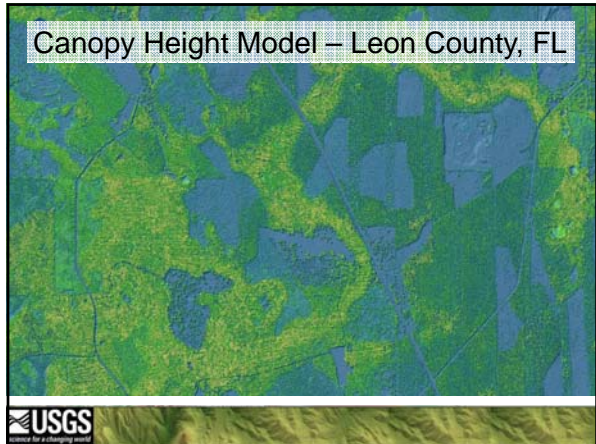 Canopy Height Model – Leon County, FL
USGS
science for a changing world